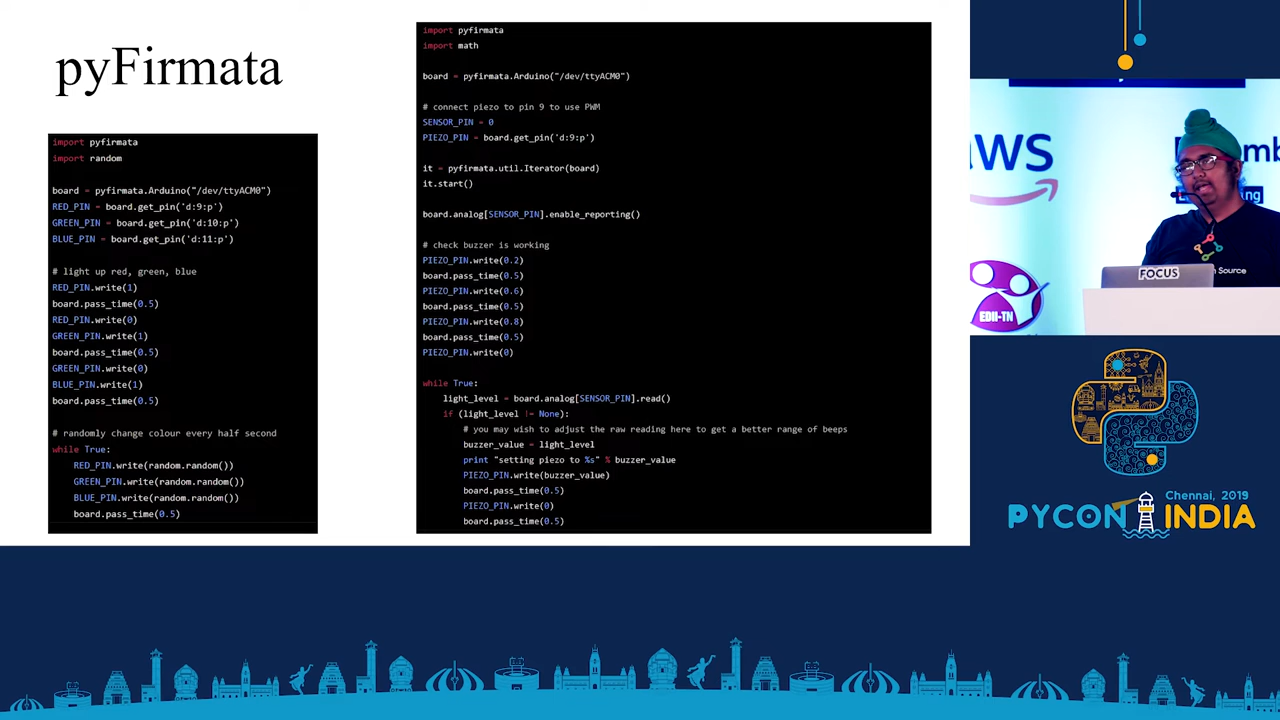 pyFirmata
import pyfirmata
import random
board = pyfirmata.Arduino("/dev/ttyACM0")
RED_PIN = board.get_pin('d:9:p')
GREEN_PIN = board.get_pin('d:10:p')
BLUE_PIN = board.get_pin('d:11:p')
# light up red, green, blue
RED_PIN.write(1)
board.pass_time(0.5)
RED_PIN.write(0)
GREEN_PIN.write(1)
board.pass_time(0.5)
GREEN_PIN.write(0)
BLUE_PIN.write(1)
board.pass_time(0.5)
# randomly change colour every half second
while True:
RED_PIN.write(random.random())
GREEN_PIN.write(random.random())
BLUE_PIN.write(random.random())
board.pass_time(0.5)
import pyfirmata
import math
board = pyfirmata.Arduino("/dev/ttyACM0")
# connect piezo to pin 9 to use PWM
SENSOR_PIN = 0
PIEZO_PIN = board.get_pin('d:9:p')
it = pyfirmata.util.Iterator(board)
it.start()
board.analog[SENSOR_PIN].enable_reporting()
# check buzzer is working
PIEZO_PIN.write(0.2)
board.pass_time(0.5)
PIEZO_PIN.write(0.6)
board.pass_time(0.5)
PIEZO_PIN.write(0.8)
board.pass_time(0.5)
PIEZO_PIN.write(0)
while True:
light_level = board.analog[SENSOR_PIN].read()
if (light_level != None):
# you may wish to adjust the raw reading here to get a better range of beeps
buzzer_value = light_level
print "setting piezo to %s" % buzzer_value
PIEZO_PIN.write(buzzer_value)
board.pass_time(0.5)
PIEZO_PIN.write(0)
board.pass_time(0.5)
FOCUS
Source
EDII-TN
Chennai, 2019
PYCON INDIA